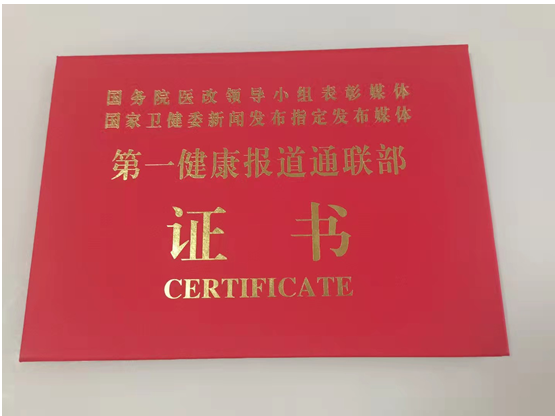 国务院医改领导小组表彰媒体
国家卫健委新闻发布指定发布媒体
第一健康报道通联部
证书
CERTIFICATE